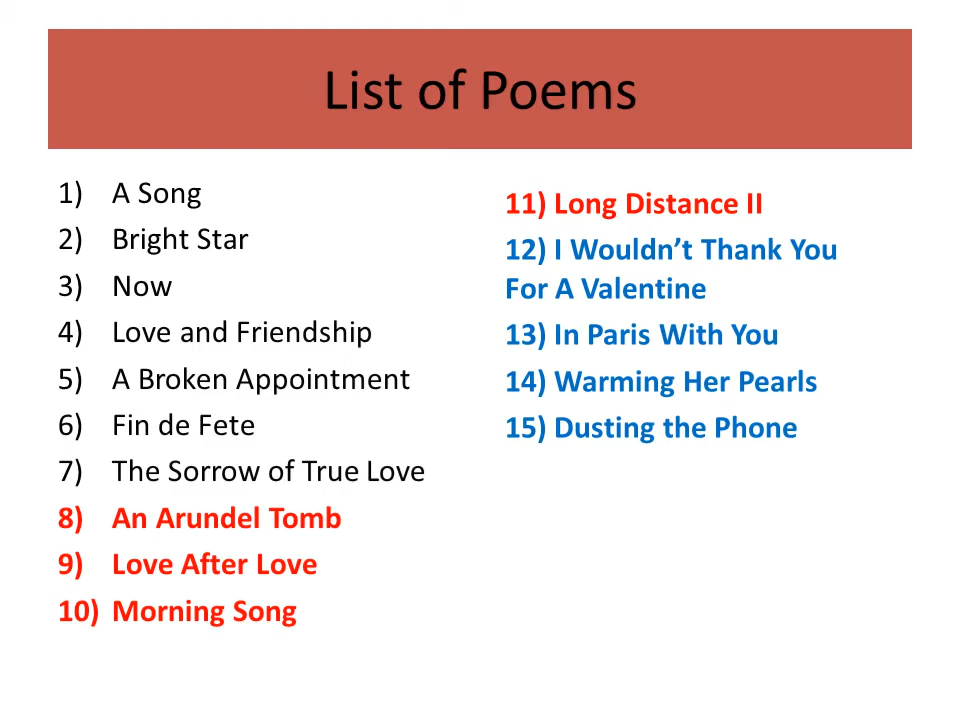 List of Poems
1) A Song
2) Bright Star
3) Now
4) Love and Friendship
5) A Broken Appointment
6) Fin de Fete
7) The Sorrow of True Love
8) An Arundel Tomb
9) Love After Love
10) Morning Song
11) Long Distance II
12) I Wouldn’t Thank You
For A Valentine
13) In Paris With You
14) Warming Her Pearls
15) Dusting the Phone